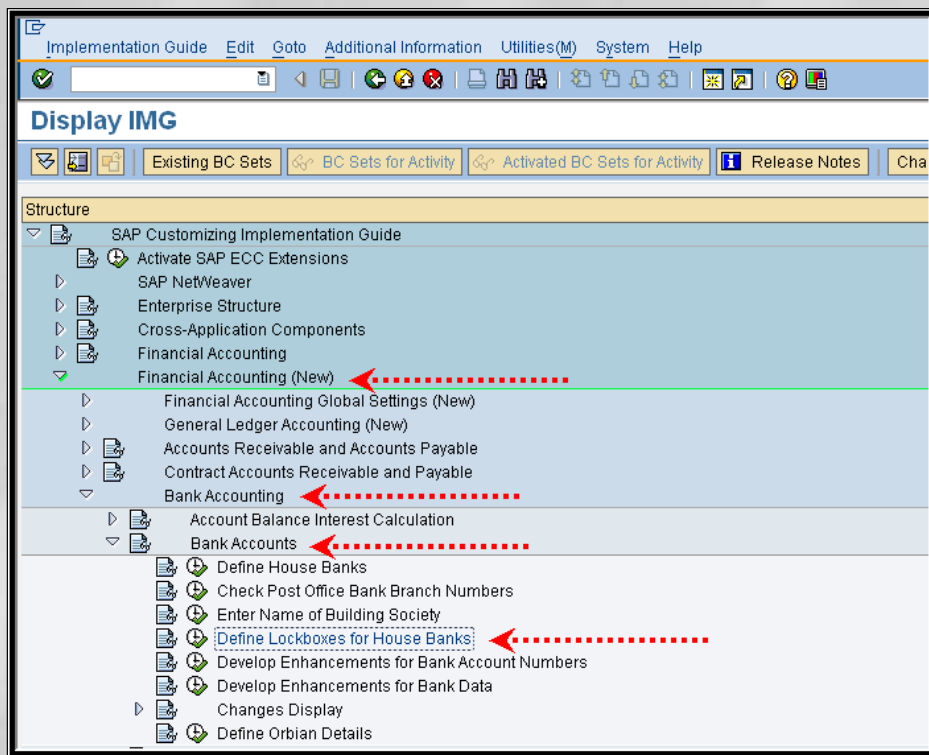 Implementation Guide Edit Goto Additional Information Utilities(M) System Help
Display IMG
Existing BC Sets BC Sets for Activity Activated BC Sets for Activity Release Notes Cha
Structure
SAP Customizing Implementation Guide
Activate SAP ECC Extensions
SAP NetWeaver
Enterprise Structure
Cross-Application Components
Financial Accounting
Financial Accounting (New)
Financial Accounting Global Settings (New)
General Ledger Accounting (New)
Accounts Receivable and Accounts Payable
Contract Accounts Receivable and Payable
Bank Accounting
Account Balance Interest Calculation
Bank Accounts
Define House Banks
Check Post Office Bank Branch Numbers
Enter Name of Building Society
Define Lockboxes for House Banks
Develop Enhancements for Bank Account Numbers
Develop Enhancements for Bank Data
Changes Display
Define Orbian Details